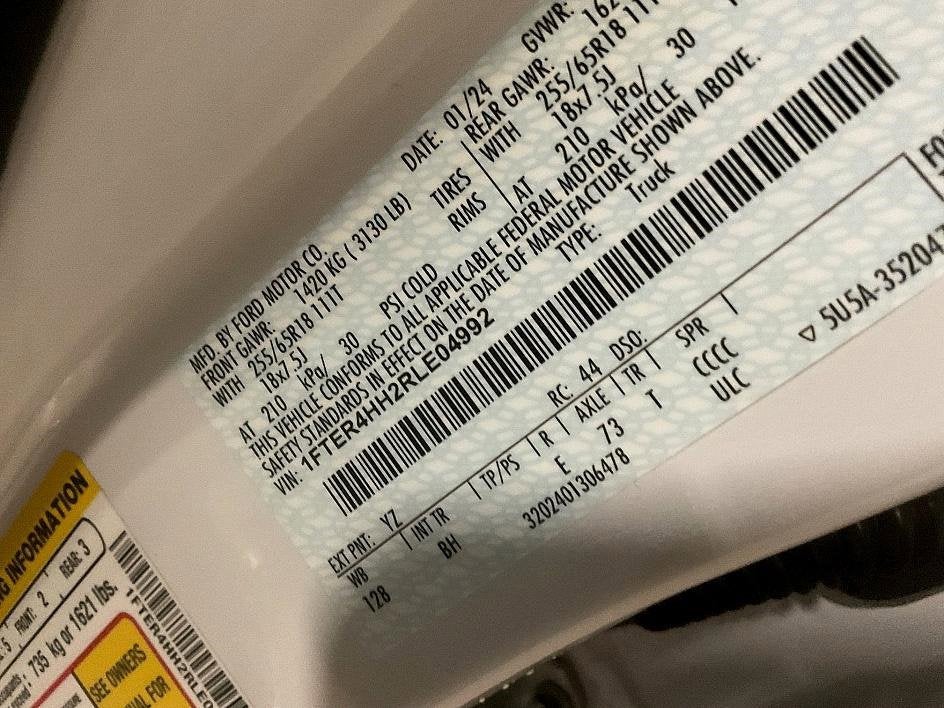 MFD. BY FORD MOTOR CO.
DATE: 01/24
GVWR:
FRONT GAWR: 1420 KG ( 3130 LB)
REAR GAWR:
WITH 255/65R18 111T TIRES
WITH 255/65R18
18x7.5J RIMS
18x7.5J
AT 210 kPa/ 30 PSI COLD
AT 210 kPa/ 30
THIS VEHICLE CONFORMS TO ALL APPLICABLE FEDERAL MOTOR VEHICLE
SAFETY STANDARDS IN EFFECT ON THE DATE OF MANUFACTURE SHOWN ABOVE.
VIN: 1FTER4HH2RLE04992
TYPE: Truck
EXT PNT: YZ RC: 44 DSO:
WB INT TR TP/PS R AXLE TR SPR
128 BH E 73 T CCCC
3202401306478 ULC
▽ 5U5A-35204
INFORMATION
FRONT: 2 REAR: 3
735 kg or 1621 lbs.
SEE OWNERS
FOR
1FTER4HH2RLE0